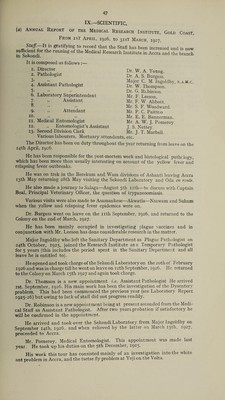 67
IX.—SCIENTIFIC.
(a) ANNUAL REPORT OF THE MEDICAL RESEARCH INSTITUTE, GOLD COAST,
FROM 1ST APRIL, 1926, TO 31ST MARCH, 1927.
Staff.—It is gratifying to record that the Staff has been increased and is now
sufficient for the running of the Medical Research Institute in Accra and the branch
in Sekondi.
It is composed as follows:—
1. Director Dr. W. A. Young.
2. Pathologist Dr. A. S. Burgess.
3. „ Major C. M. Ingoldby,
4. Assistant Pathologist Dr. W. Thompson.
5. „ Dr. G. Robinson.
6. Laboratory Superintendent Mr. F. Lenton.
7. „ Assistant Mr. F. W. Abbott.
8. „ Mr. S. F. Woodward.
9. „ Attendant Mr. P. C. Palfrey.
10. „ Mr. K. E. Bannerman.
11. Medical Entomologist Mr. A. W. J. Pomeroy.
12. „ Entomologist's Assistant J. S. Nettey.
13. Second Division Clerk Mr. J. T. Markall.
Various labourers. Mortuary attendants, etc.
The Director has been on duty throughout the year returning from leave on the
14th April, 1926.
He has been responsible for the post-mortem work and histological pathology,
which has been more than usually interesting on account of the yellow fever and
relapsing fever outbreaks.
He was on trek in the Berekum and Wam divisions of Ashanti leaving Accra
13th May returning 28th May visiting the Sekondi Laboratory and on route
He also made a journey to Salaga—August 5th 11th—to discuss with Captain
Beal, Principal Veterinary Officer, the question of trypanosomiasis.
Various visits were also made to Asamankese—Akwatia—Nsawam and Suhum
when the yellow and relapsing fever epidemics were on.
Dr. Burgess went on leave on the 11th September, 1926, and returned to the
Colony on the end of March, 1927.
He has been mainly occupied in investigating plague vaccines and in
conjunction with Mr. Lenton has done considerable research in the matter.
Major Ingoldby who left the Sanitary Department as Plague Pathologist on
24th October, 1925, joined the Research Institute as a Temporary Pathologist
for 3 years (this includes the period spent in the Sanitary Branch and period of
leave he is entitled to).
He opened and took charge of the Sekondi Laboratory on the 20th of February
1926 and was in charge till he went on leave on 11th September, 1926. He returned
to the Colony on March 15th 1927 and again took charge.
Dr. Thomson is a new appointment i.e. Assistant Pathologist. He arrived
1st September, 1926. His main work has been the investigation of the Dysentery
problem. This had been commenced the previous year (see Laboratory Report
1925-26) but owing to lack of staff did not progress readily.
Dr. Robinson is a new appointment being at present seconded from the Medical
Staff as Assistant Pathologist. After two years probation if satisfactory he
will be confirmed in the appointment.
He arrived and took over the Sekondi Laboratory from Major Ingoldby on
September 14th, 1926, and when relieved by the latter on March 15th, 1927,
proceeded to Accra.
Mr. Pomeroy. Medical Entomologist. This appointment was made last
year. He took up his duties on the 9th December, 1925.
His work this year has consisted mainly of an investigation into the white
ant problem in Accra, and the tsetse fly problem at Yeji on the Volta.